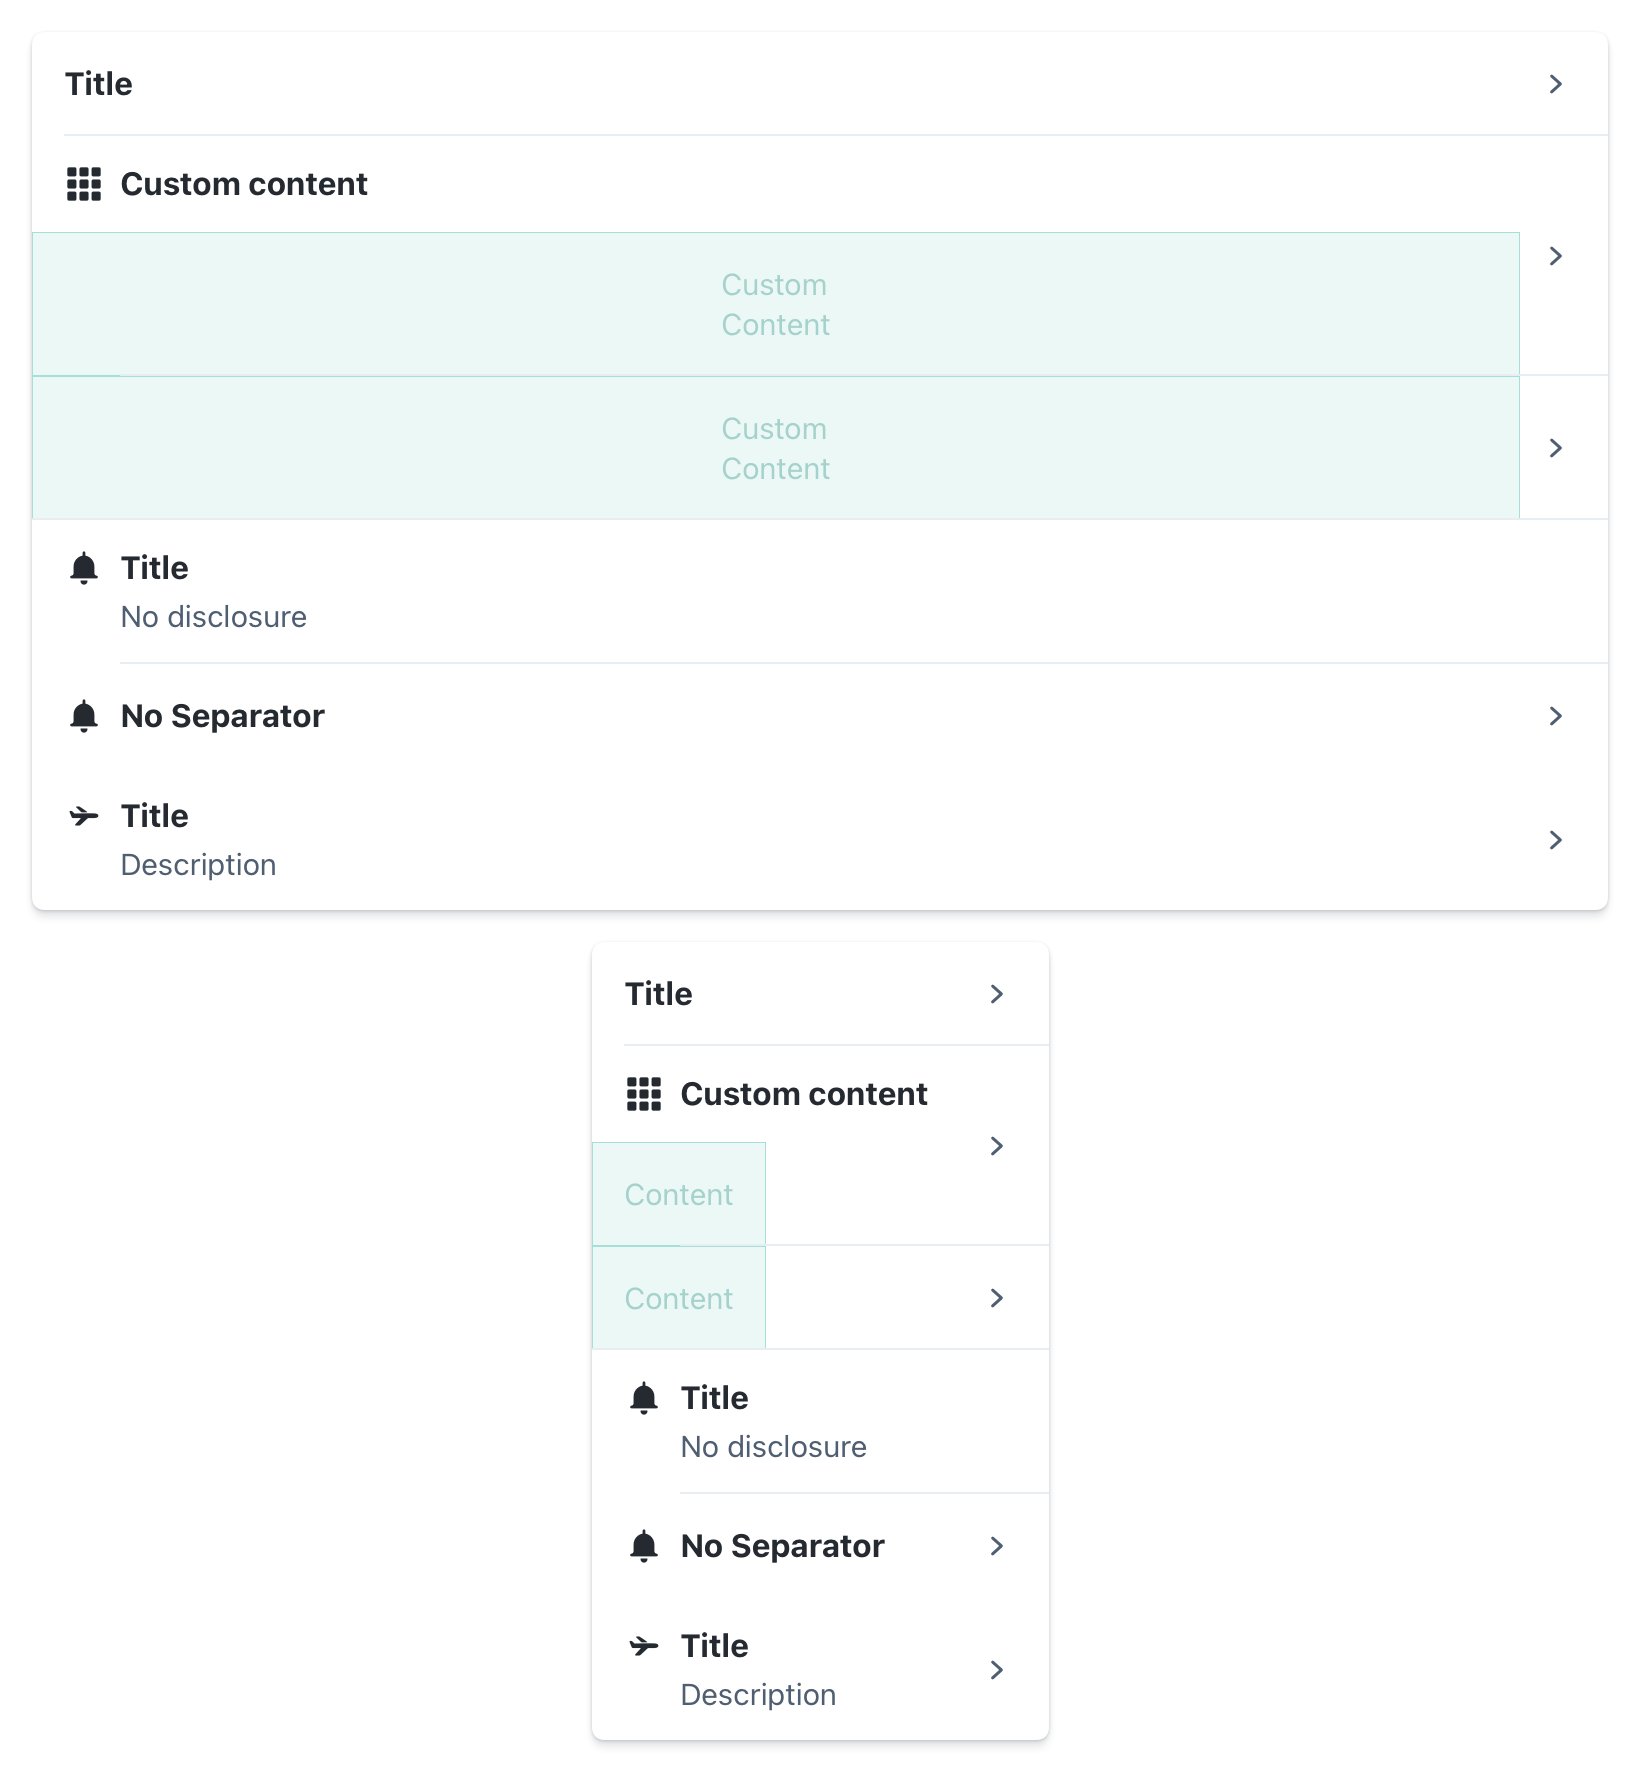 Title
Custom content
Custom
Content
Custom
Content
Title
No disclosure
No Separator
Title
Description
Title
Custom content
Content
Content
Title
No disclosure
No Separator
Title
Description